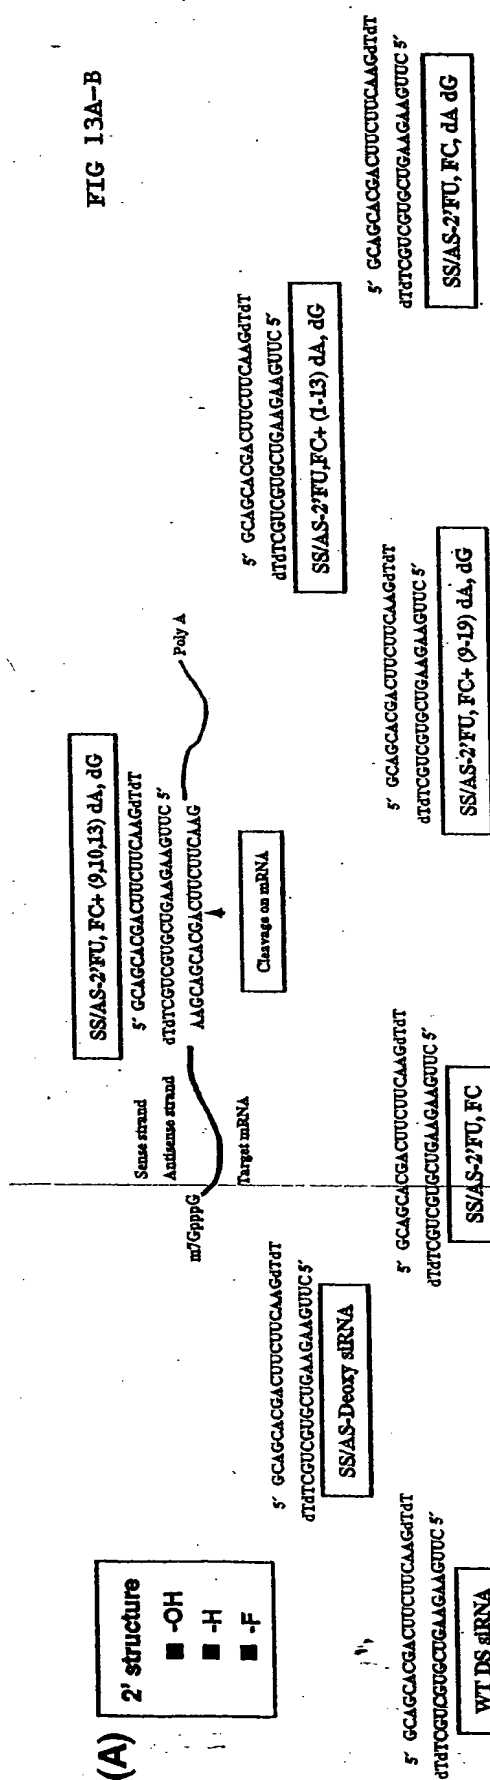 FIG 13A-B
(A)
2' structure
-OH
-H
-F
SS/AS-2'FU, FC+ (9,10,13) dA, dG
Sense strand
5' GCAGCACGACUUCUUCAAGdTdT
Antisense strand
dTdTCGUCGUGCUGAAGAAGUUC 5'
m7GpppG
AAGCAGCACGACUUCUUCAAG
Poly A
Target mRNA
Cleavage on mRNA
5' GCAGCACGACUUCUUCAAGdTdT
dTdTCGUCGUGCUGAAGAAGUUC 5'
SS/AS-Deoxy siRNA
5' GCAGCACGACUUCUUCAAGdTdT
dTdTCGUCGUGCUGAAGAAGUUC 5'
SS/AS-2'FU,FC+ (1-13) dA, dG
5' GCAGCACGACUUCUUCAAGdTdT
dTdTCGUCGUGCUGAAGAAGUUC 5'
WT DS siRNA
5' GCAGCACGACUUCUUCAAGdTdT
dTdTCGUCGUGCUGAAGAAGUUC 5'
SS/AS-2'FU, FC
5' GCAGCACGACUUCUUCAAGdTdT
dTdTCGUCGUGCUGAAGAAGUUC 5'
SS/AS-2'FU, FC+ (9-19) dA, dG
5' GCAGCACGACUUCUUCAAGdTdT
dTdTCGUCGUGCUGAAGAAGUUC 5'
SS/AS-2'FU, FC, dA dG